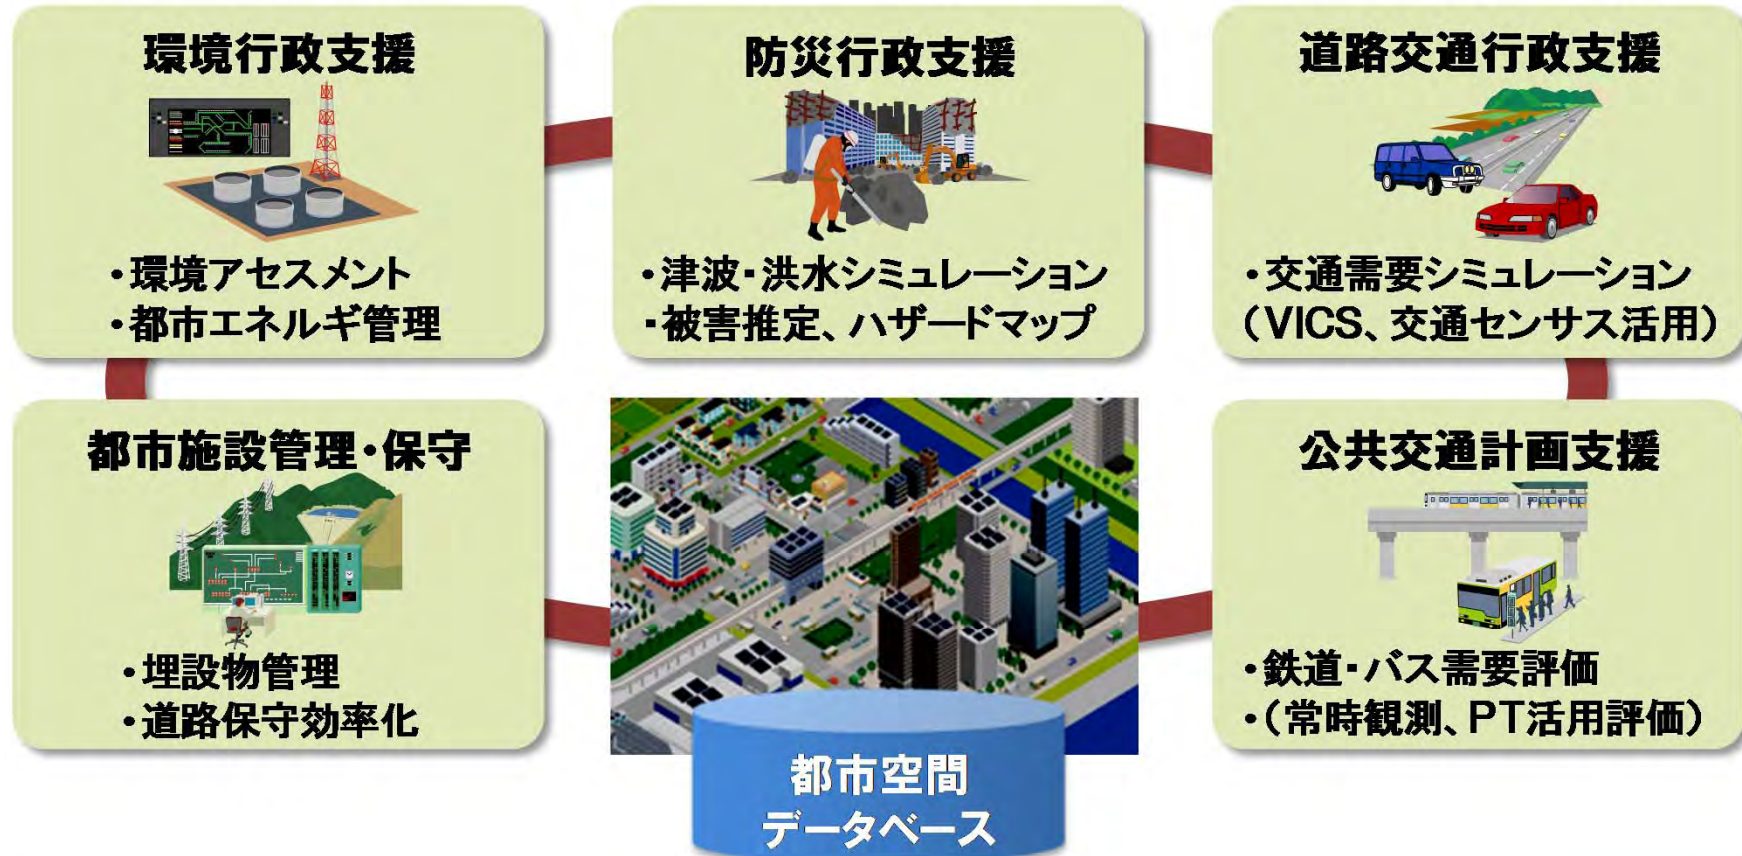 環境行政支援
・環境アセスメント
・都市エネルギ管理
防災行政支援
・津波・洪水シミュレーション
・被害推定、ハザードマップ
道路交通行政支援
・交通需要シミュレーション
（VICS、交通センサス活用）
都市施設管理・保守
・埋設物管理
・道路保守効率化
都市空間
データベース
公共交通計画支援
・鉄道・バス需要評価
・（常時観測、PT活用評価）